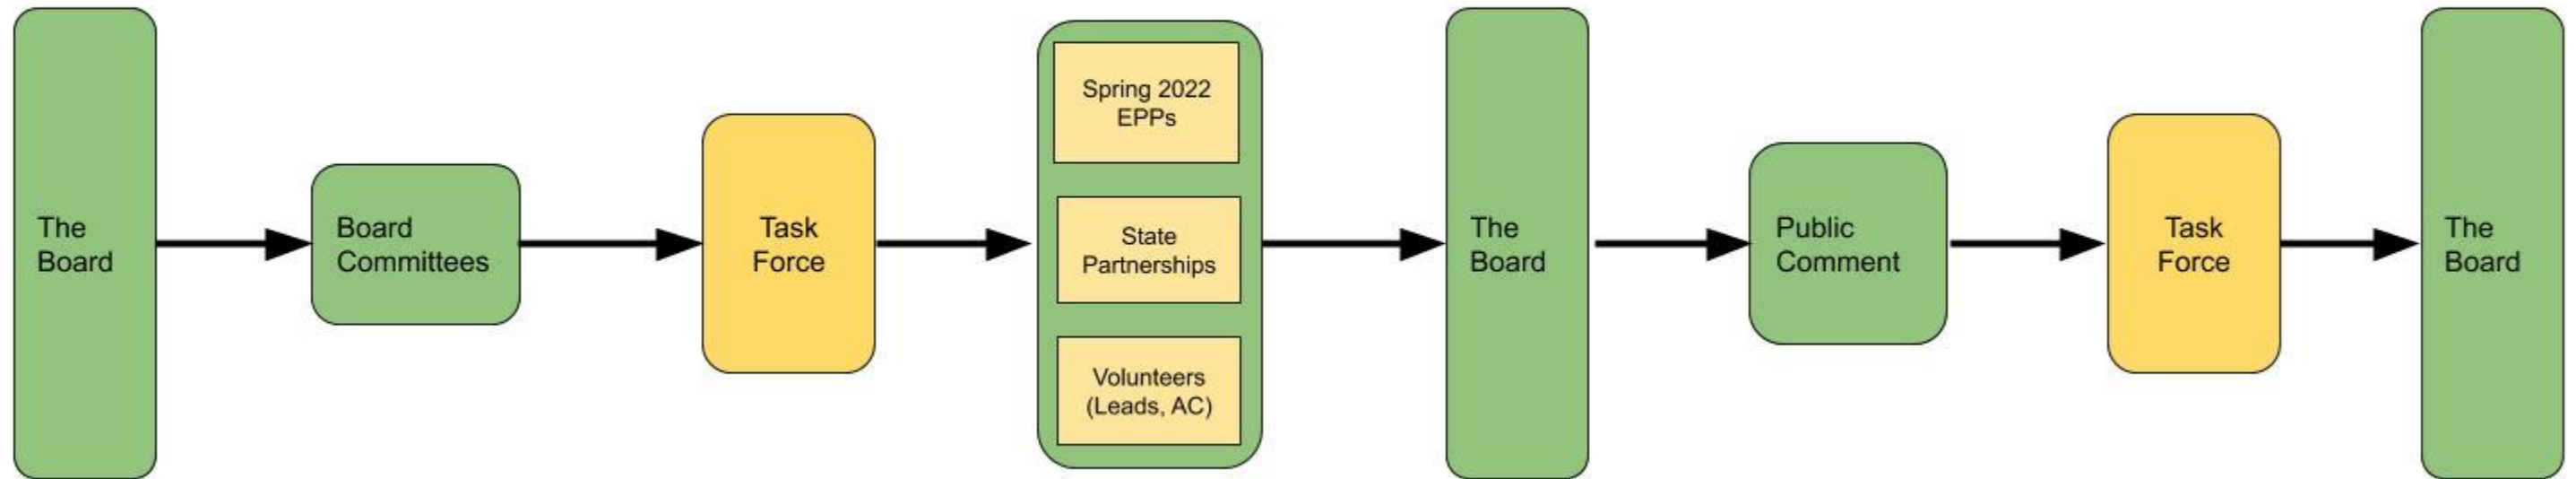 The
Board
Board
Committees
Task
Force
Spring 2022
EPPs
State
Partnerships
Volunteers
(Leads, AC)
The
Board
Public
Comment
Task
Force
The
Board